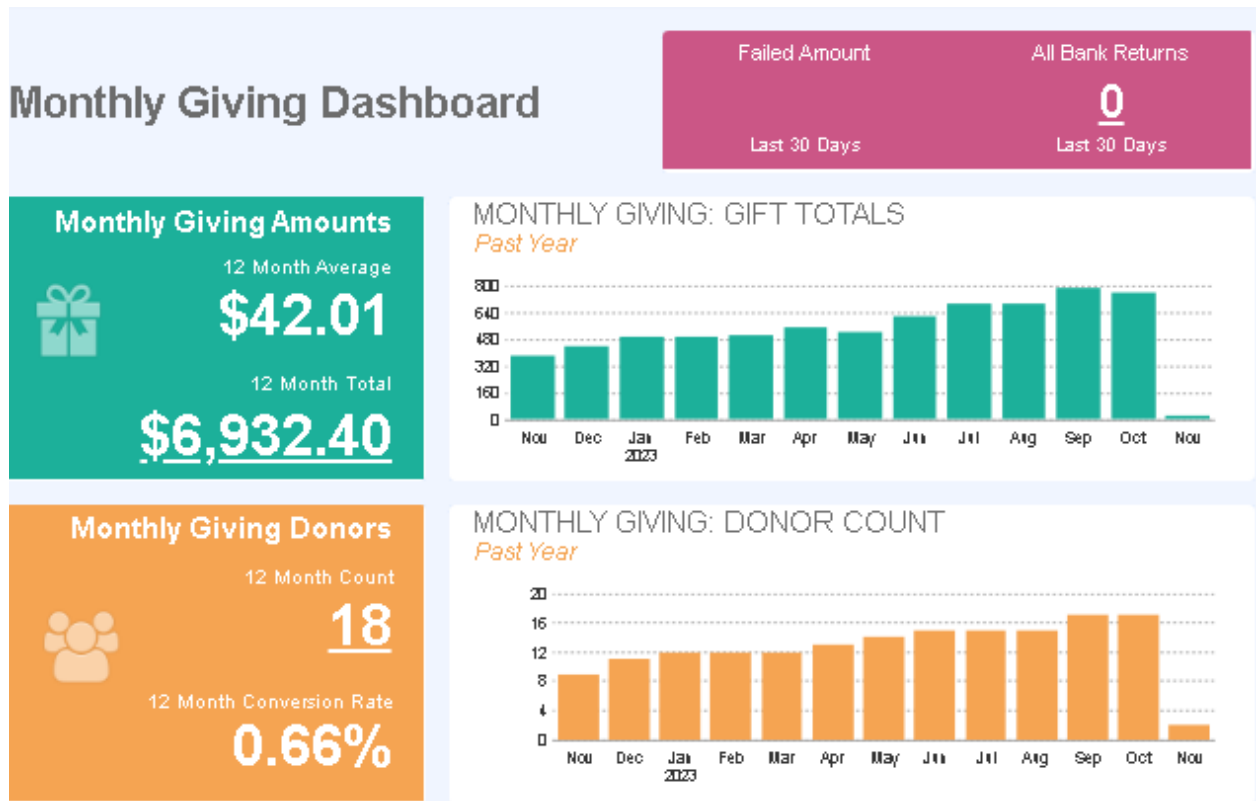 Monthly Giving Dashboard
Failed Amount
Last 30 Days
All Bank Returns
0
Last 30 Days
Monthly Giving Amounts
12 Month Average
$42.01
12 Month Total
$6,932.40
MONTHLY GIVING: GIFT TOTALS
Past Year
800
640
480
320
160
0
Nov Dec Jan Feb Mar Apr May Jun Jul Aug Sep Oct Nov
2023
Monthly Giving Donors
12 Month Count
18
12 Month Conversion Rate
0.66%
MONTHLY GIVING: DONOR COUNT
Past Year
20
16
12
8
4
0
Nov Dec Jan Feb Mar Apr May Jun Jul Aug Sep Oct Nov
2023